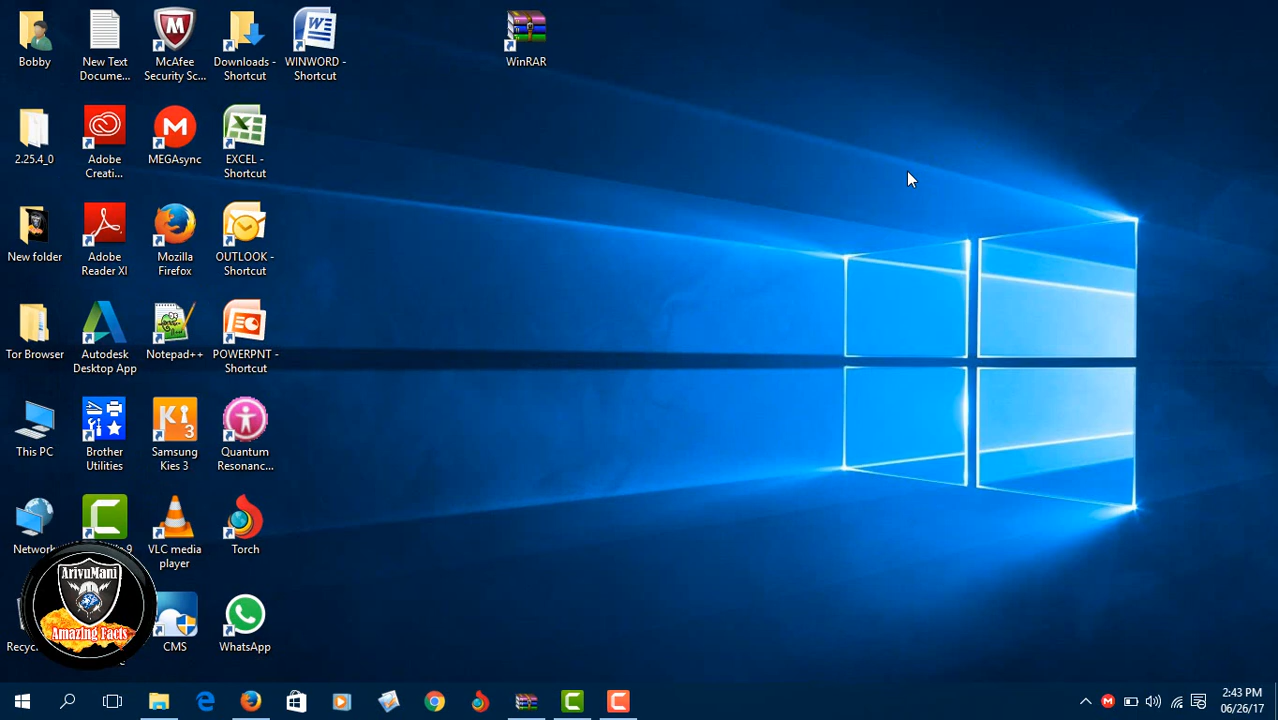 Bobby
New Text
Docume...
McAfee
Security Sc...
Downloads -
Shortcut
WINWORD -
Shortcut
WinRAR
2.25.4_0
Adobe
Creati...
MEGAsync
EXCEL -
Shortcut
New folder
Adobe
Reader XI
Mozilla
Firefox
OUTLOOK -
Shortcut
Tor Browser
Autodesk
Desktop App
Notepad++
POWERPNT -
Shortcut
This PC
Brother
Utilities
Samsung
Kies 3
Quantum
Resonanc...
Network
9
VLC media
player
Torch
ArivuMani
Amazing Facts
Recyc
CMS
WhatsApp
2:43 PM
06/26/17